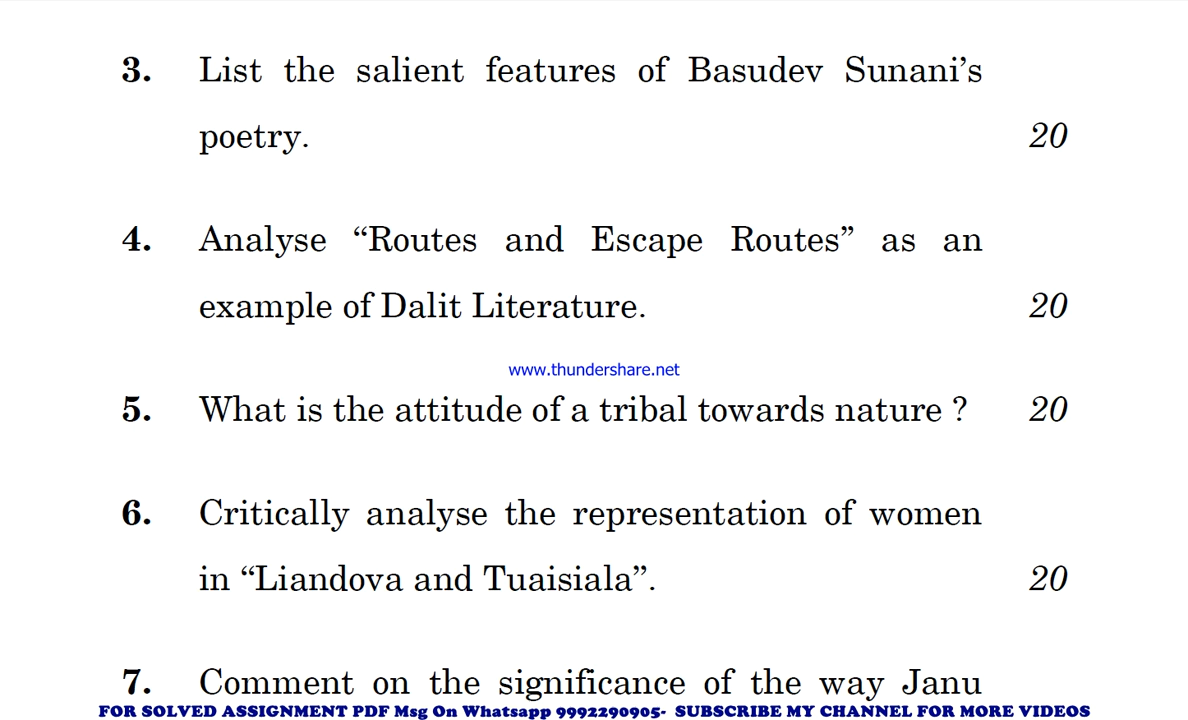 3. List the salient features of Basudev Sunani’s
poetry. 20
4. Analyse “Routes and Escape Routes” as an
example of Dalit Literature. 20
www.thundershare.net
5. What is the attitude of a tribal towards nature ? 20
6. Critically analyse the representation of women
in “Liandova and Tuaisiala”. 20
7. Comment on the significance of the way Janu
FOR SOLVED ASSIGNMENT PDF Msg On Whatsapp 9992290905- SUBSCRIBE MY CHANNEL FOR MORE VIDEOS